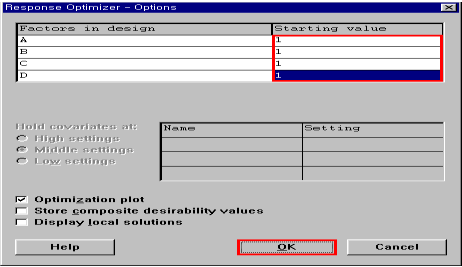 Response Optimizer - Options
Factors in design Starting value
A 1
B 1
C 1
D 1
Hold covariates at: Name Setting
High settings
Middle settings
Low settings
Optimization plot
Store composite desirability values
Display local solutions
Help OK Cancel